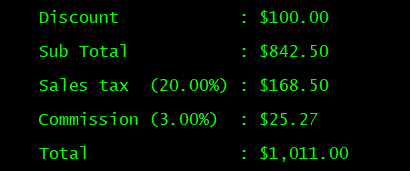 Discount : $100.00
Sub Total : $842.50
Sales tax (20.00%) : $168.50
Commission (3.00%) : $25.27
Total : $1,011.00